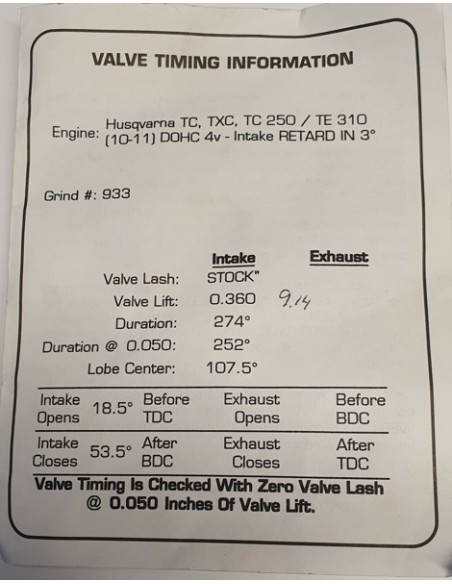 VALVE TIMING INFORMATION
Engine: Husqvarna TC, TXC, TC 250 / TE 310
(10-11) DOHC 4v - Intake RETARD IN 3°
Grind #: 933
Intake Exhaust
Valve Lash: STOCK"
Valve Lift: 0.360 9.14
Duration: 274°
Duration @ 0.050: 252°
Lobe Center: 107.5°
Intake Opens 18.5° Before TDC Exhaust Opens Before BDC
Intake Closes 53.5° After BDC Exhaust Closes After TDC
Valve Timing Is Checked With Zero Valve Lash
@ 0.050 Inches Of Valve Lift.